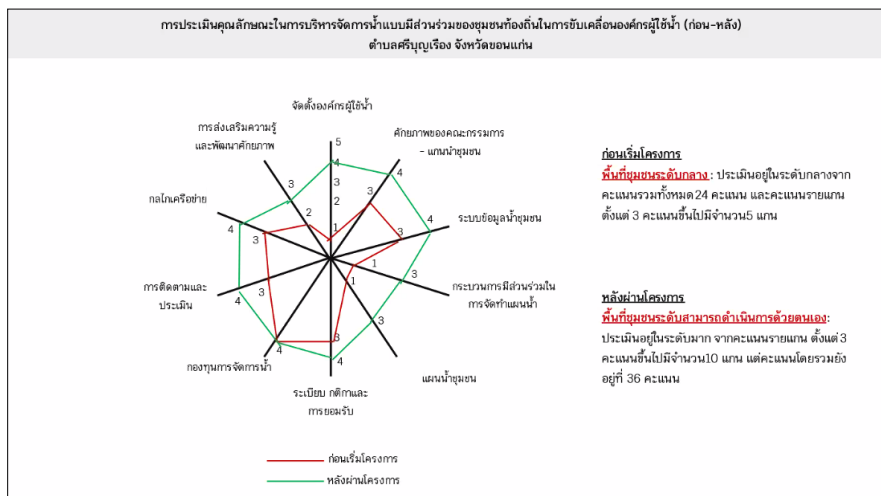 การประเมินคุณลักษณะในการบริหารจัดการน้ำแบบมีส่วนร่วมของชุมชนท้องถิ่นในการขับเคลื่อนองค์กรผู้ใช้น้ำ (ก่อน-หลัง)
ตำบลศรีบุญเรือง จังหวัดขอนแก่น
จัดตั้งองค์กรผู้ใช้น้ำ
5
4
3
2
1
ศักยภาพของคณะกรรมการ
– แกนนำชุมชน
4
3
ระบบข้อมูลน้ำชุมชน
4
3
กระบวนการมีส่วนร่วมใน
การจัดทำแผนน้ำ
3
1
แผนน้ำชุมชน
3
1
ระเบียบ กติกาและ
การยอมรับ
3
4
กองทุนการจัดการน้ำ
4
การติดตามและ
ประเมิน
4
3
กลไกเครือข่าย
4
3
การส่งเสริมความรู้
และพัฒนาศักยภาพ
3
2
ก่อนเริ่มโครงการ
หลังผ่านโครงการ
ก่อนเริ่มโครงการ
พื้นที่ชุมชนระดับกลาง: ประเมินอยู่ในระดับกลางจาก
คะแนนรวมทั้งหมด24 คะแนน และคะแนนรายแกน
ตั้งแต่ 3 คะแนนขึ้นไปมีจำนวน5 แกน
หลังผ่านโครงการ
พื้นที่ชุมชนระดับสามารถดำเนินการด้วยตนเอง:
ประเมินอยู่ในระดับมาก จากคะแนนรายแกน ตั้งแต่ 3
คะแนนขึ้นไปมีจำนวน10 แกน แต่คะแนนโดยรวมยัง
อยู่ที่ 36 คะแนน